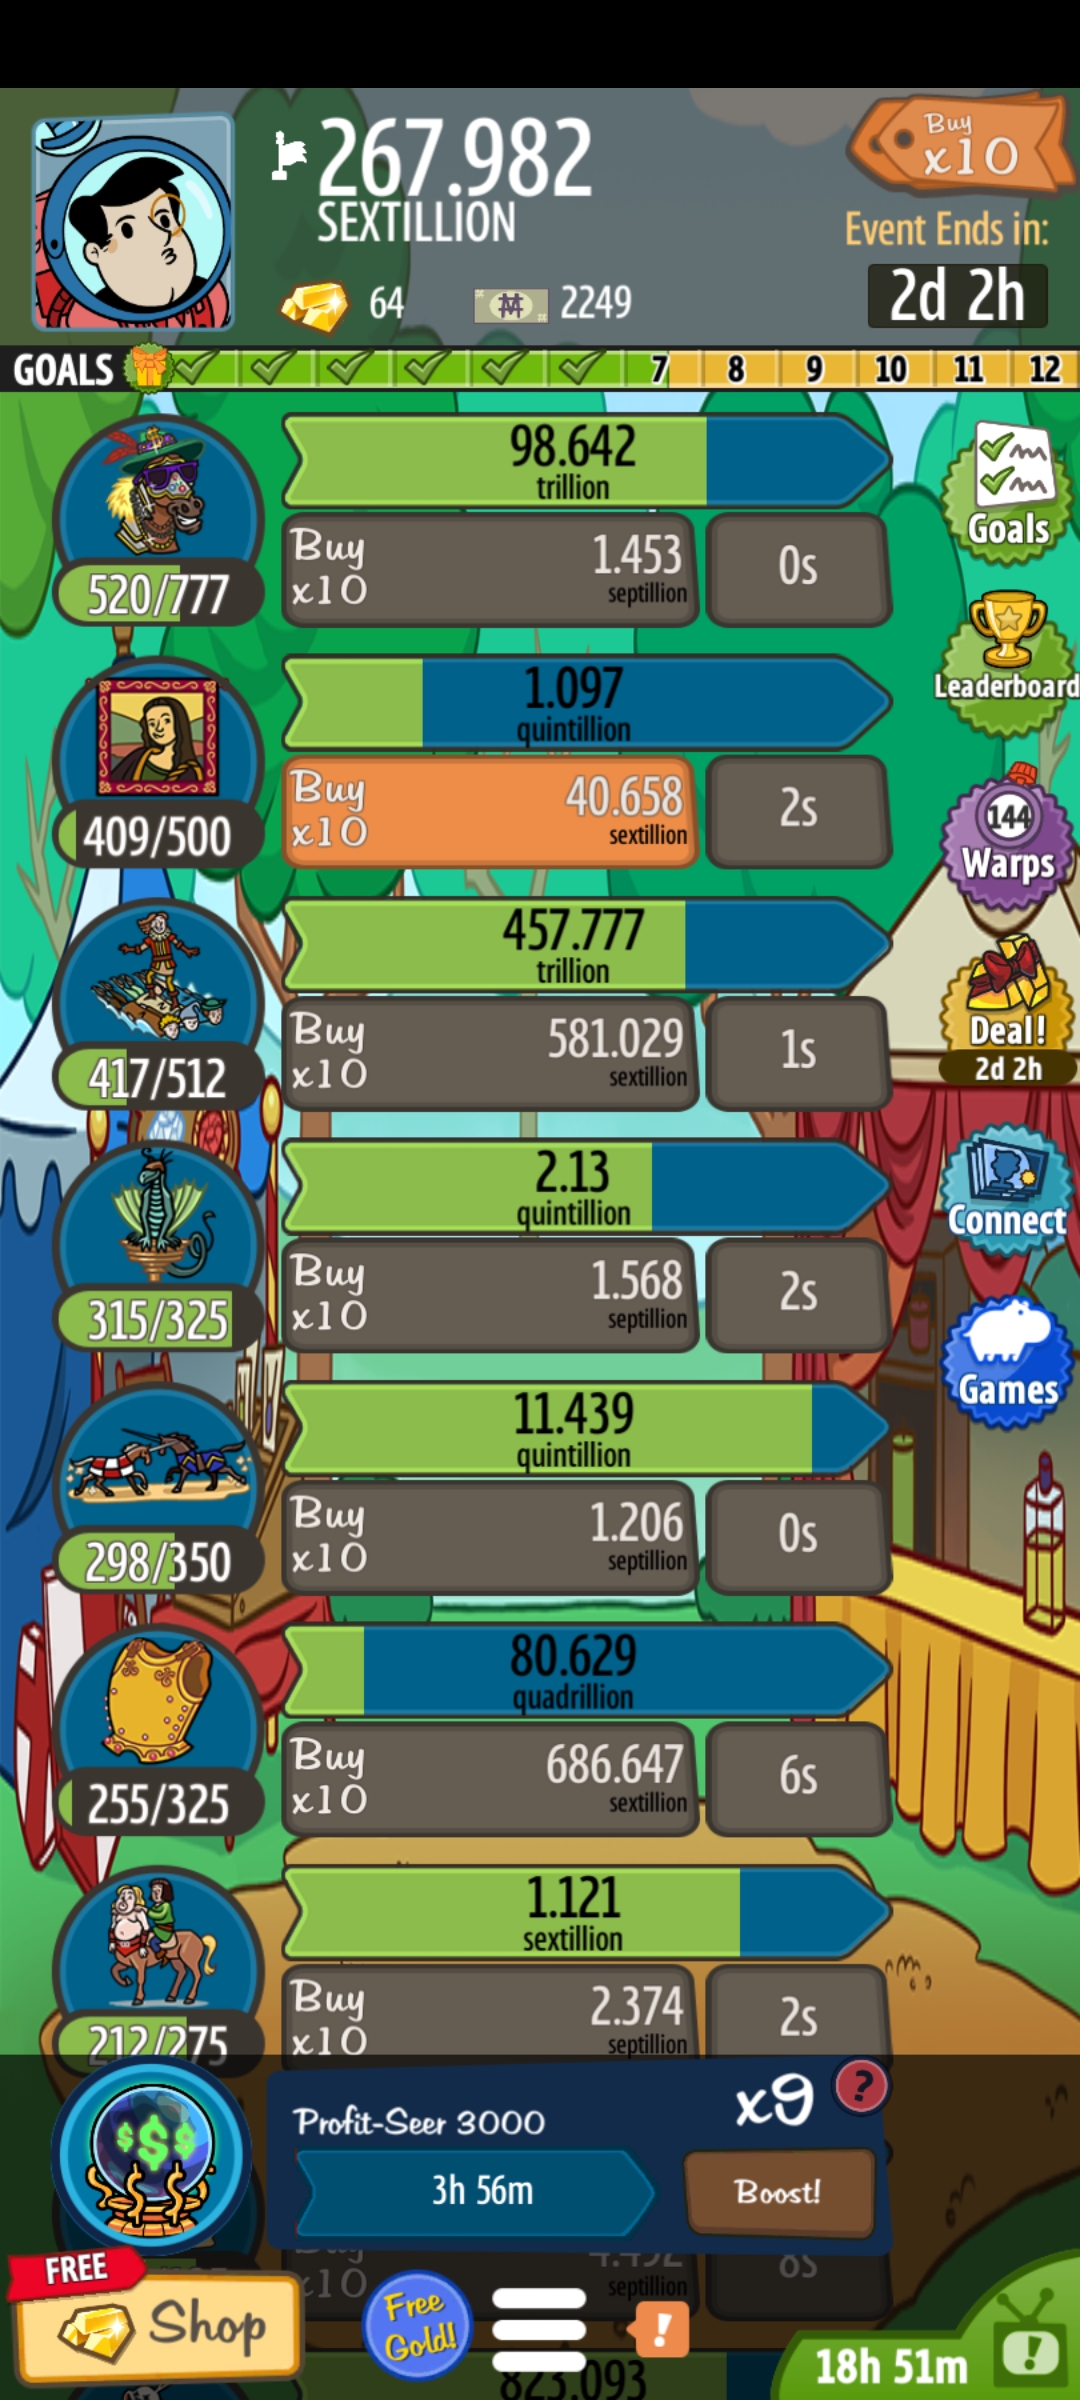 267.982
SEXTILLION
Buy
x10
Event Ends in:
64
2249
2d 2h
GOALS
7
8
9
10
11
12
98.642
trillion
520/777
Buy
x10
1.453
septillion
0s
Goals
Leaderboard
1.097
quintillion
409/500
Buy
x10
40.658
sextillion
2s
144
Warps
457.777
trillion
417/512
Buy
x10
581.029
sextillion
1s
Deal!
2d 2h
2.13
quintillion
315/325
Buy
x10
1.568
septillion
2s
Connect
11.439
quintillion
298/350
Buy
x10
1.206
septillion
0s
Games
80.629
quadrillion
255/325
Buy
x10
686.647
sextillion
6s
1.121
sextillion
212/275
Buy
x10
2.374
septillion
2s
$$$
Profit-Seer 3000
x9
?
3h 56m
Boost!
x10
septillion
8s
FREE
Shop
Free
Gold!
!
823.093
18h 51m
!